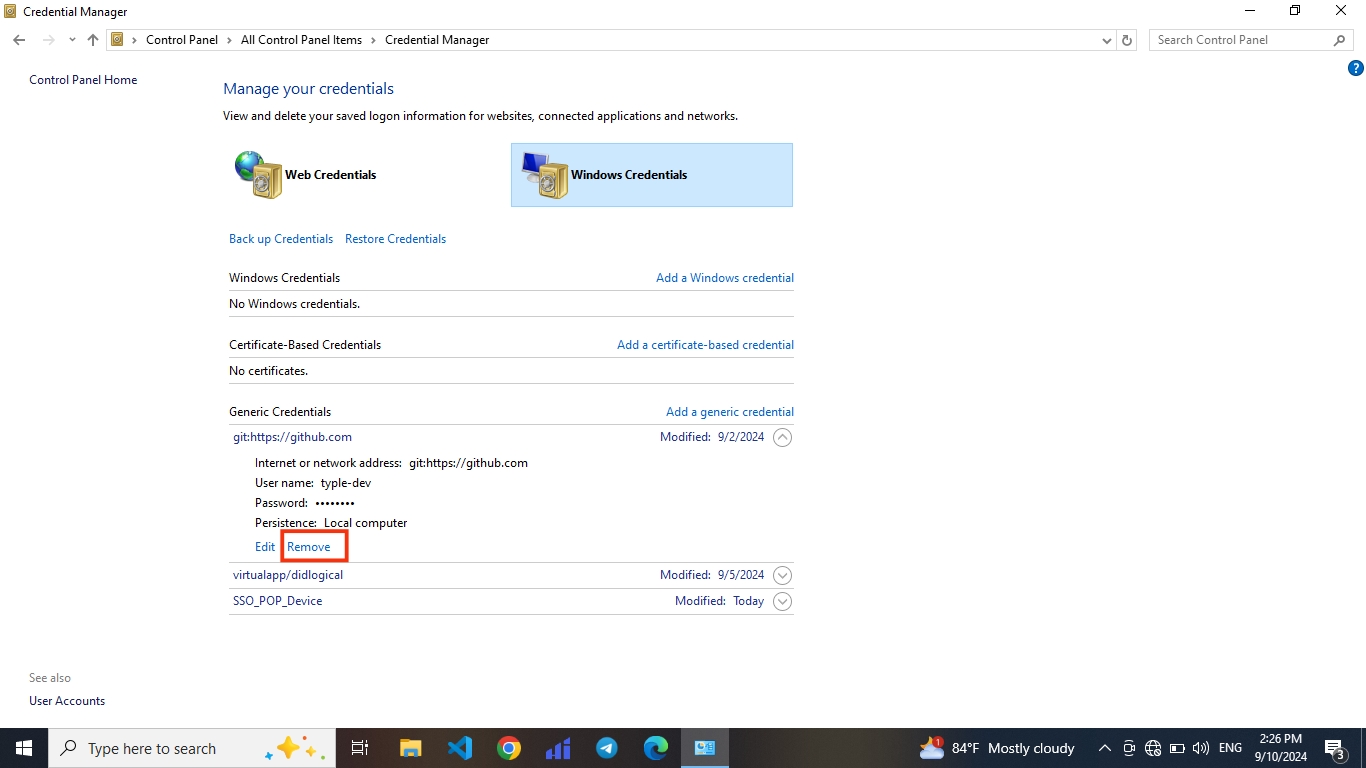 Credential Manager
Control Panel > All Control Panel Items > Credential Manager
Search Control Panel
?
Control Panel Home
Manage your credentials
View and delete your saved logon information for websites, connected applications and networks.
Web Credentials
Windows Credentials
Back up Credentials Restore Credentials
Windows Credentials Add a Windows credential
No Windows credentials.
Certificate-Based Credentials Add a certificate-based credential
No certificates.
Generic Credentials Add a generic credential
git:https://github.com Modified: 9/2/2024
Internet or network address: git:https://github.com
User name: typle-dev
Password: ••••••••
Persistence: Local computer
Edit Remove
virtualapp/didlogical Modified: 9/5/2024
SSO_POP_Device Modified: Today
See also
User Accounts
Type here to search
1
84°F Mostly cloudy
ENG
2:26 PM
9/10/2024
3